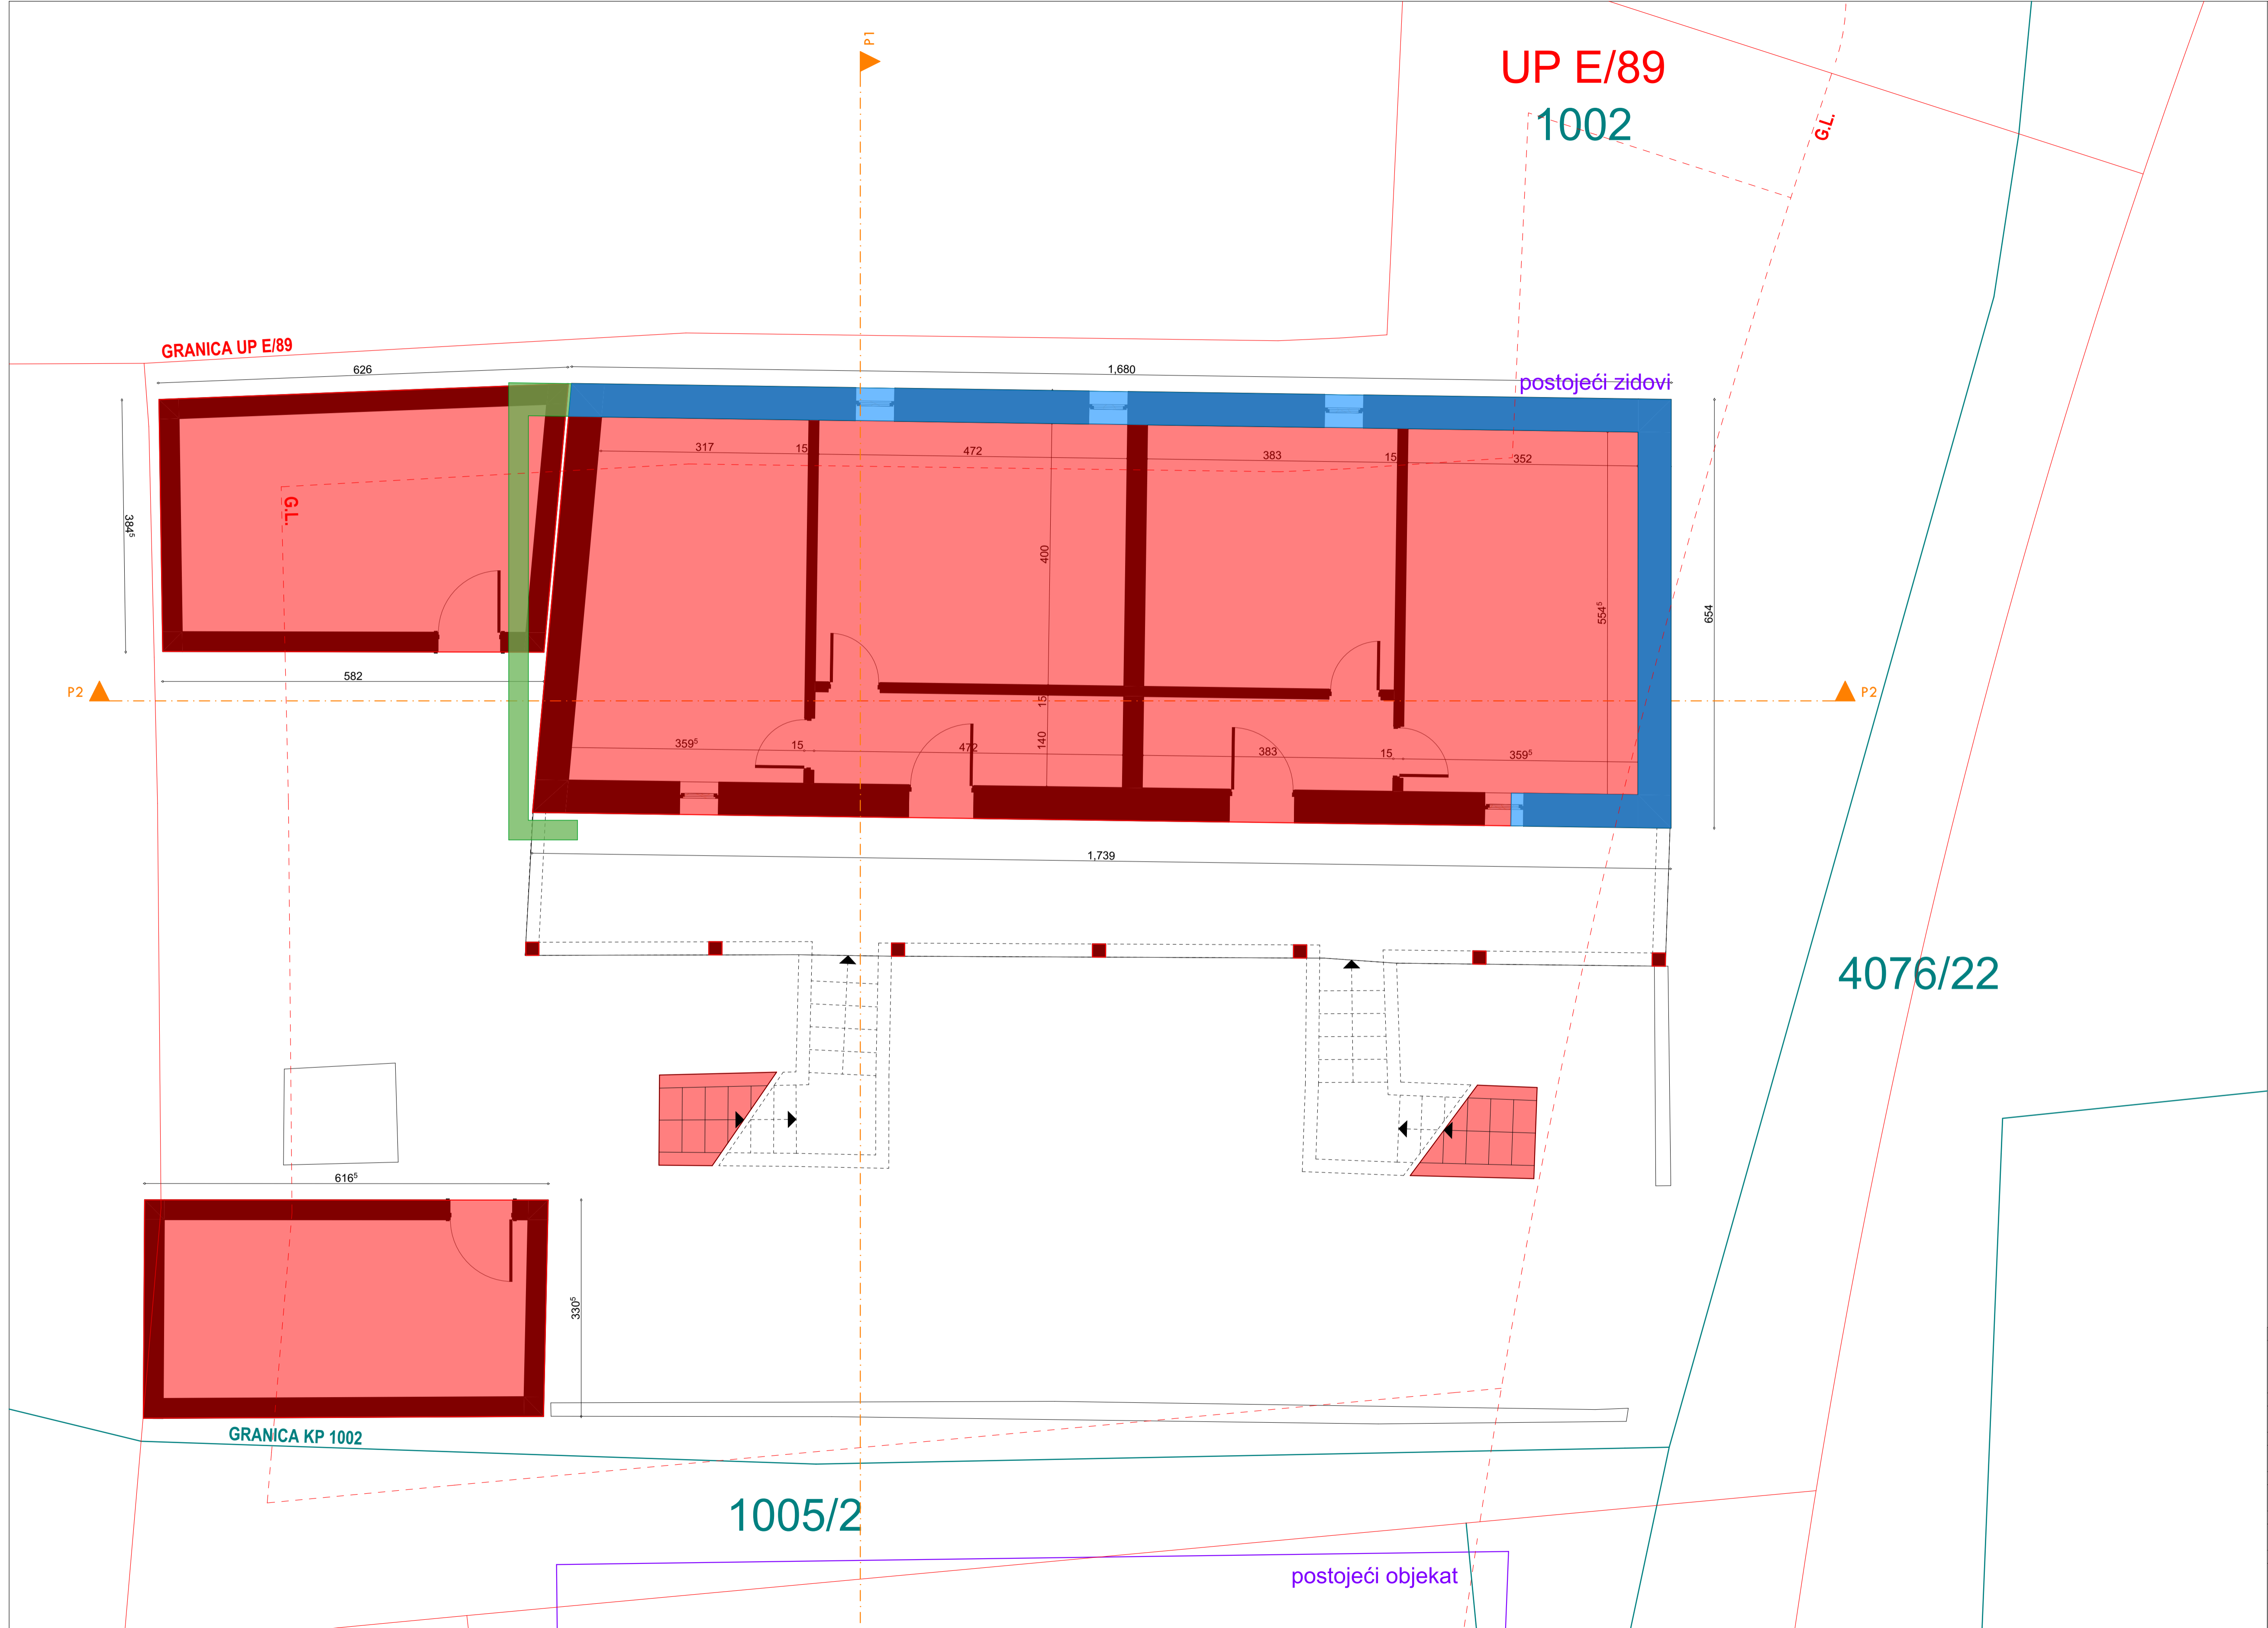 P1
UP E/89
1002
G.L.
GRANICA UP E/89
626
1,680
postojeći zidovi
317
15
472
383
15
352
384⁵
G.L.
400
554⁵
654
582
P2
P2
15
140
359⁵
15
472
383
15
359⁵
1,739
4076/22
616⁵
330⁵
GRANICA KP 1002
1005/2
postojeći objekat